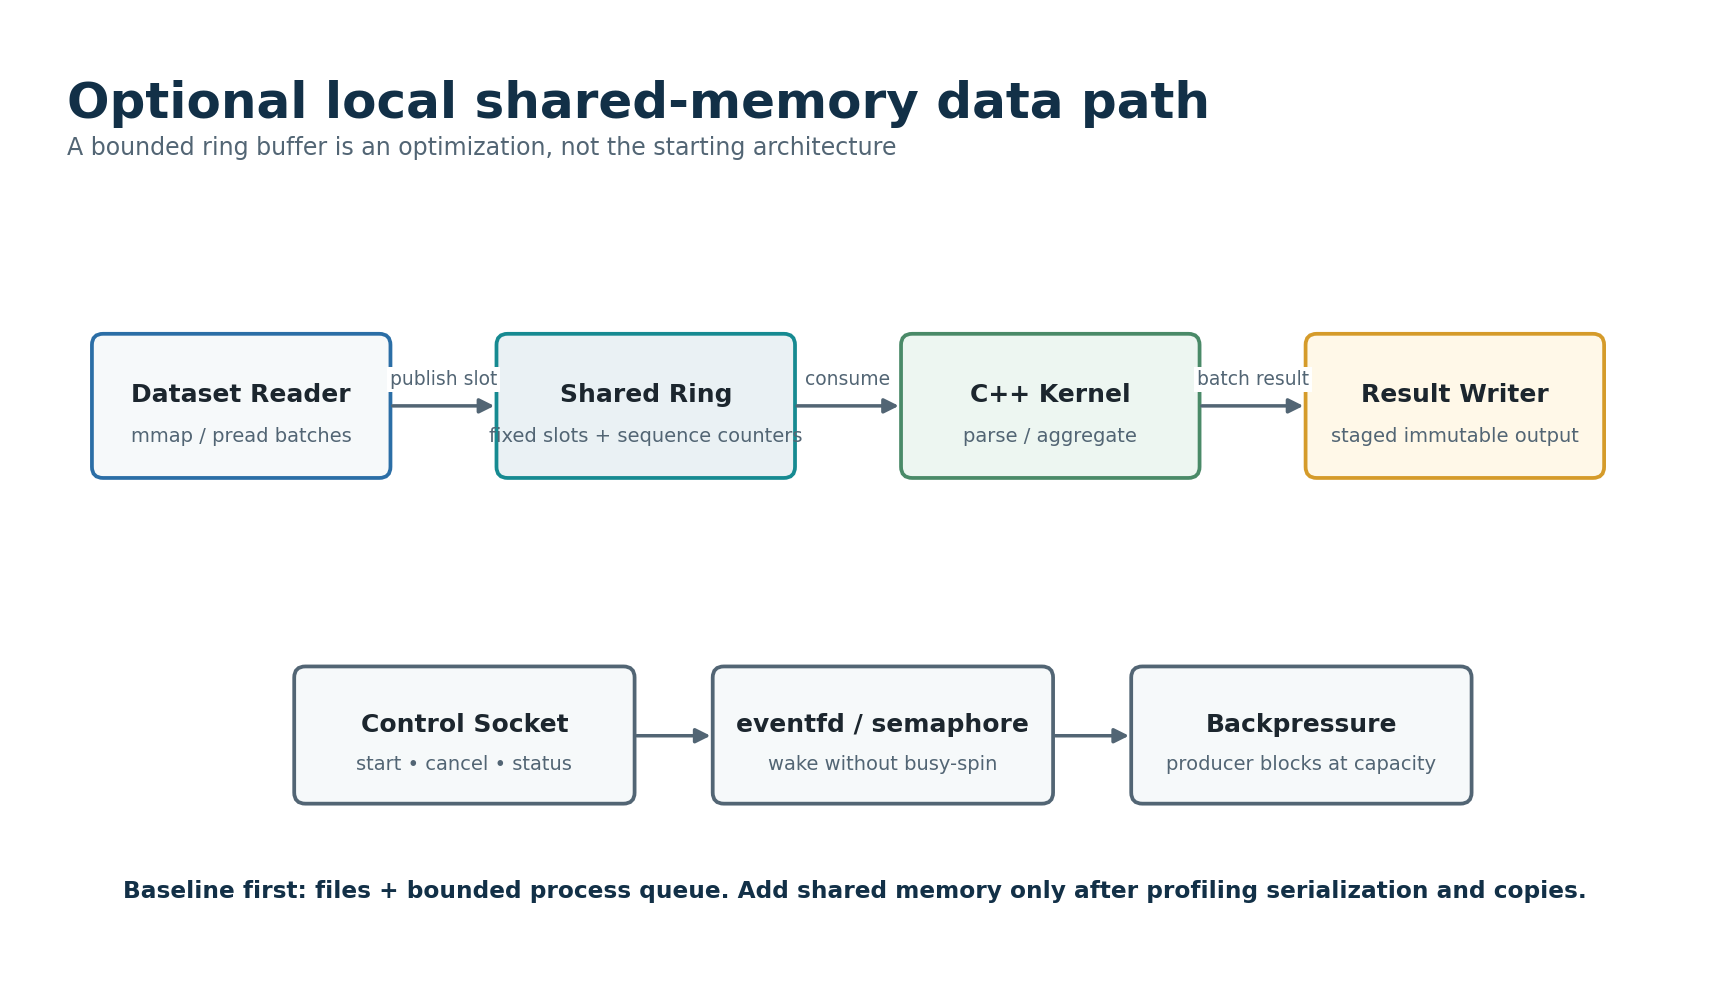 Optional local shared-memory data path
A bounded ring buffer is an optimization, not the starting architecture
Dataset Reader
mmap / pread batches
publish slot
Shared Ring
fixed slots + sequence counters
consume
C++ Kernel
parse / aggregate
batch result
Result Writer
staged immutable output
Control Socket
start • cancel • status
eventfd / semaphore
wake without busy-spin
Backpressure
producer blocks at capacity
Baseline first: files + bounded process queue. Add shared memory only after profiling serialization and copies.